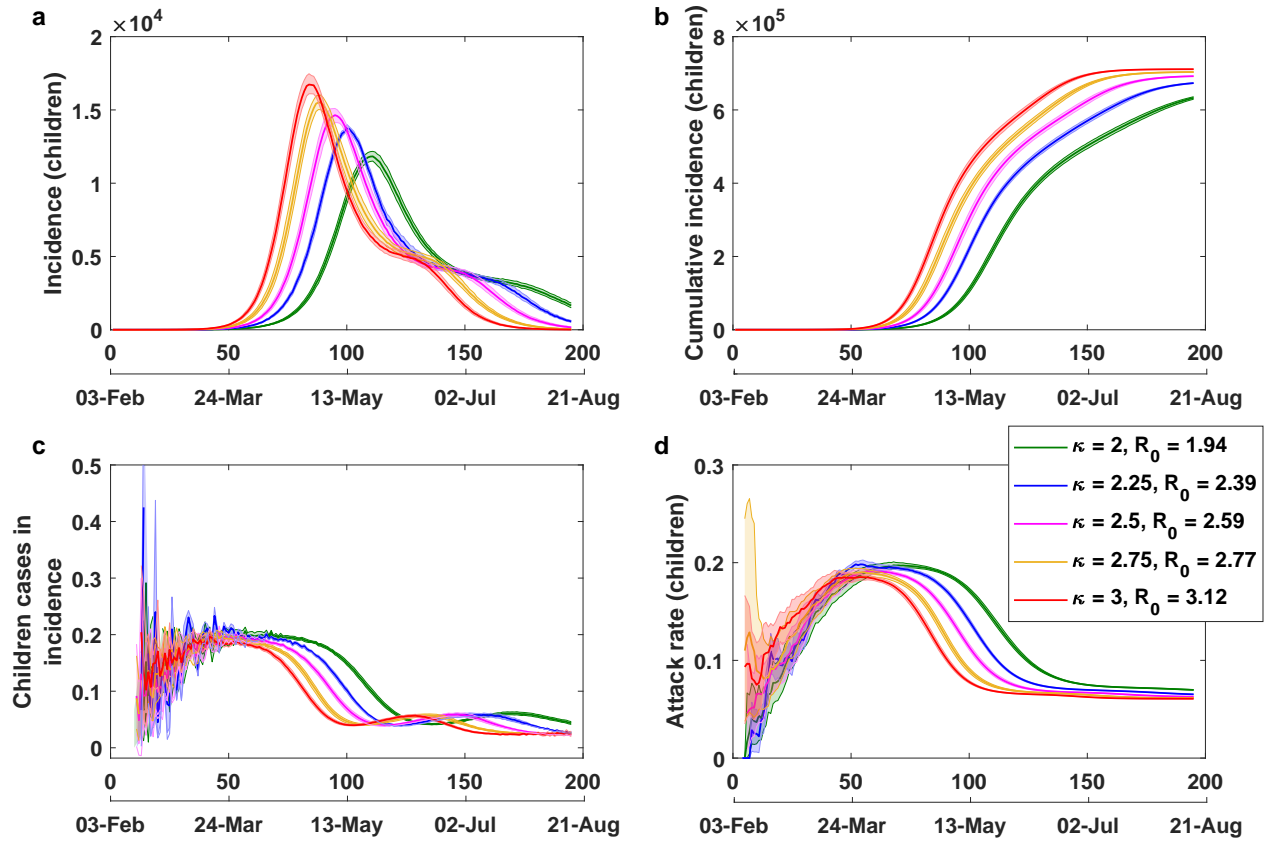 a
×10⁴
Incidence (children)
2
1.5
1
0.5
0
0 50 100 150 200
03-Feb 24-Mar 13-May 02-Jul 21-Aug
b
×10⁵
Cumulative incidence (children)
8
6
4
2
0
0 50 100 150 200
03-Feb 24-Mar 13-May 02-Jul 21-Aug
c
Children cases in
incidence
0.5
0.4
0.3
0.2
0.1
0
0 50 100 150 200
03-Feb 24-Mar 13-May 02-Jul 21-Aug
d
Attack rate (children)
0.3
0.2
0.1
0
0 50 100 150 200
03-Feb 24-Mar 13-May 02-Jul 21-Aug
κ = 2, R₀ = 1.94
κ = 2.25, R₀ = 2.39
κ = 2.5, R₀ = 2.59
κ = 2.75, R₀ = 2.77
κ = 3, R₀ = 3.12